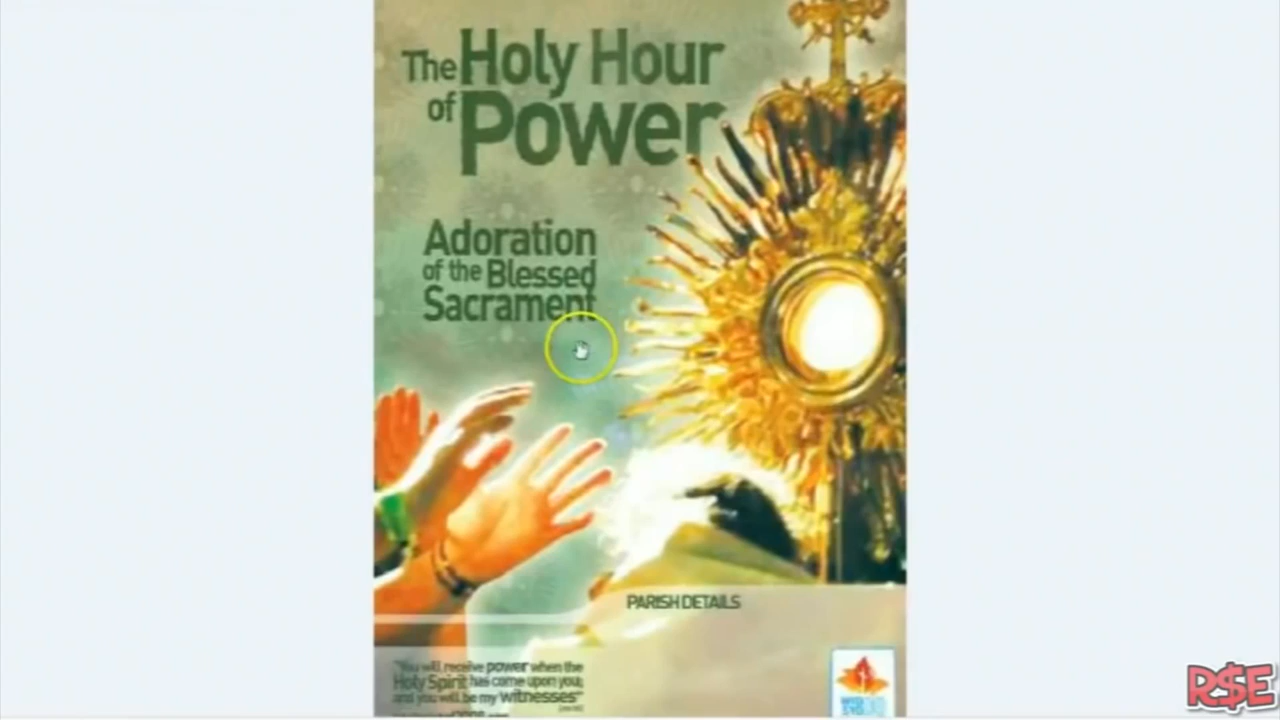 The Holy Hour
of Power
Adoration
of the Blessed
Sacrament
PARISH DETAILS
"You will receive power when the
Holy Spirit has come upon you;
and you will be my witnesses"
R$E